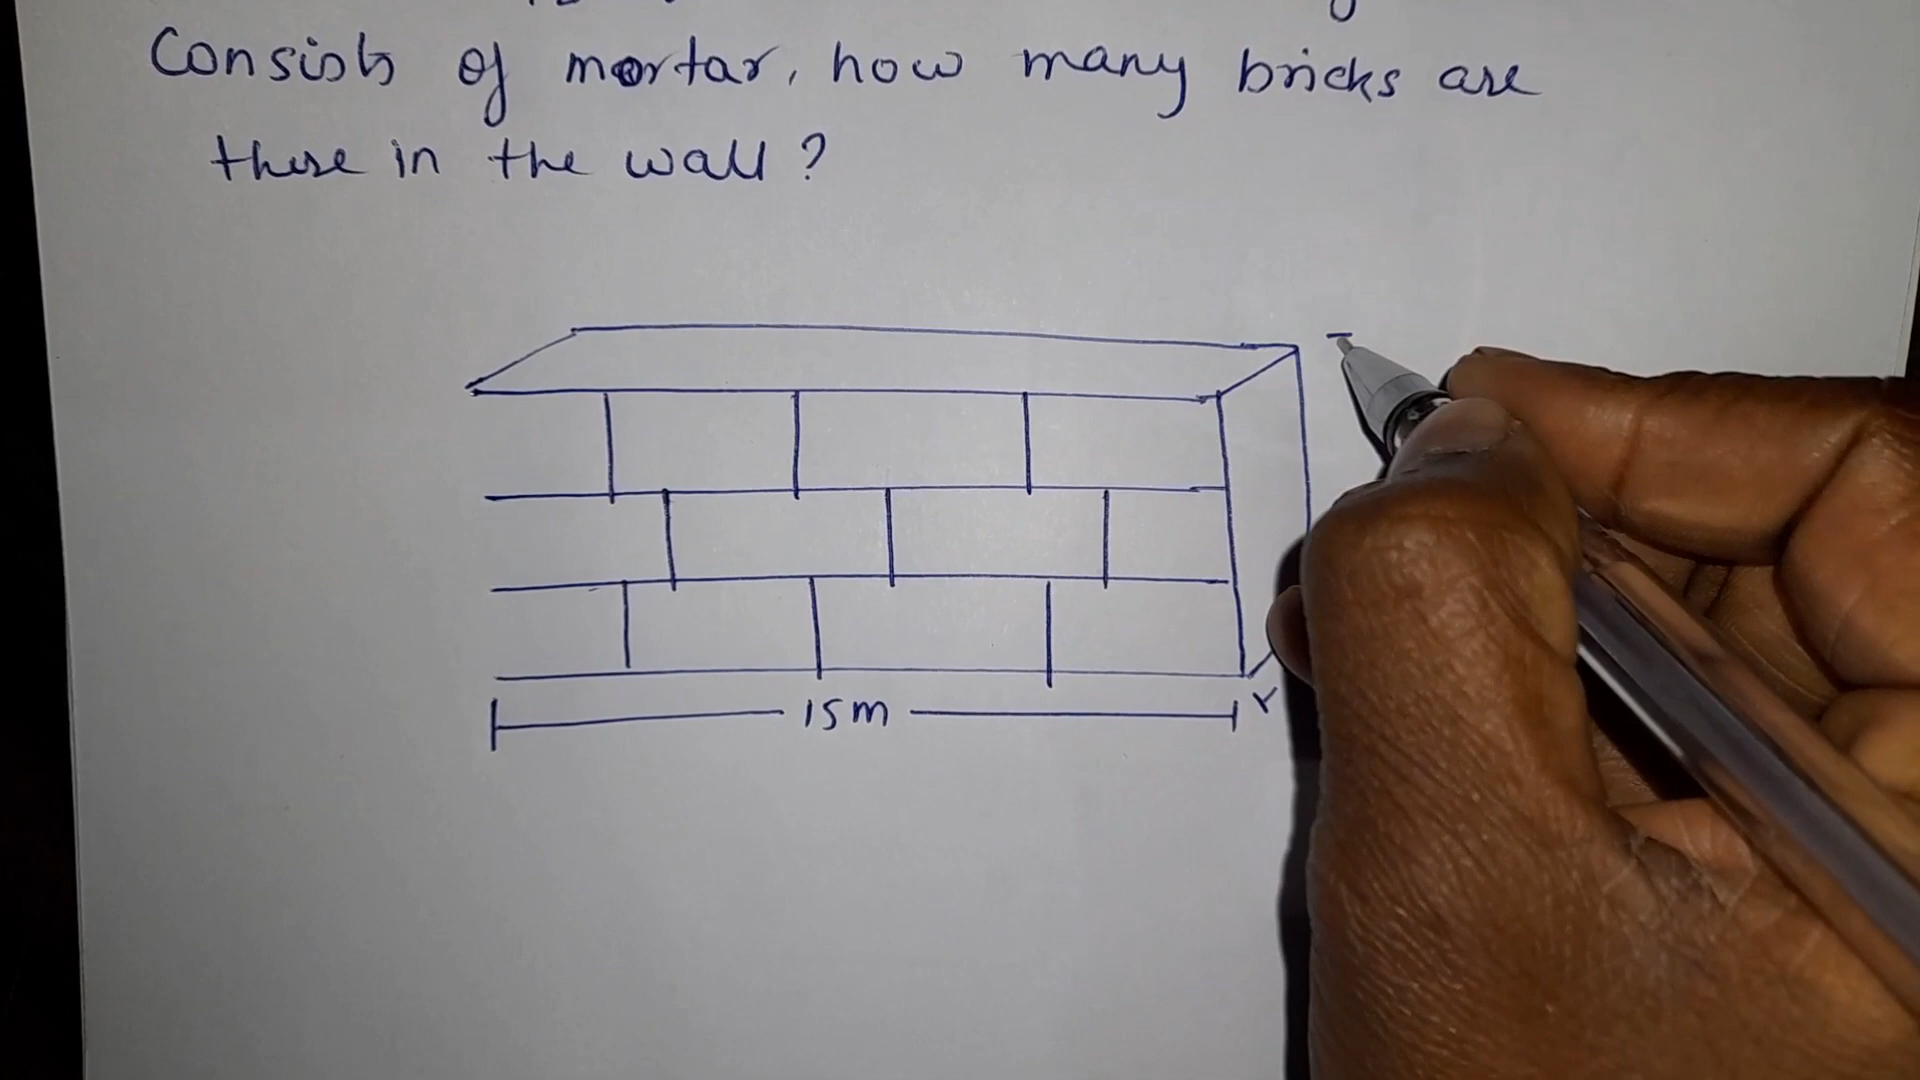 Consists of mortar, how many bricks are
there in the wall?
15m